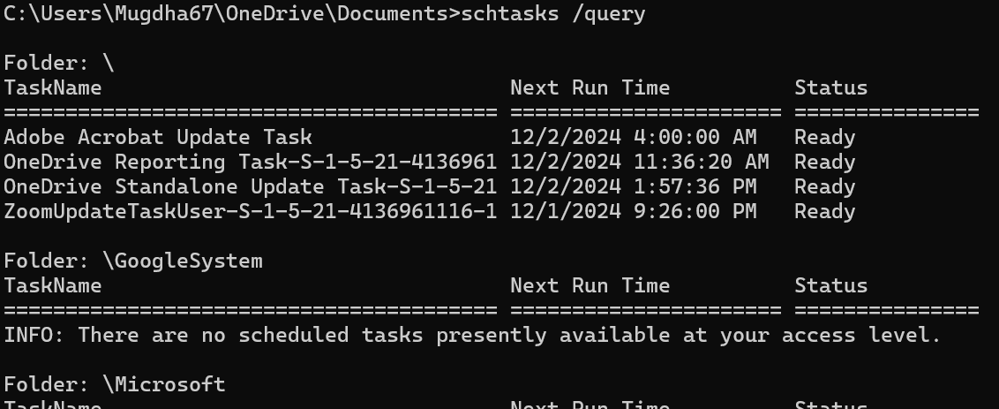 C:\Users\Mugdha67\OneDrive\Documents>schtasks /query
Folder: \
TaskName Next Run Time Status
======================================== ====================== ===============
Adobe Acrobat Update Task 12/2/2024 4:00:00 AM Ready
OneDrive Reporting Task-S-1-5-21-4136961 12/2/2024 11:36:20 AM Ready
OneDrive Standalone Update Task-S-1-5-21 12/2/2024 1:57:36 PM Ready
ZoomUpdateTaskUser-S-1-5-21-4136961116-1 12/1/2024 9:26:00 PM Ready
Folder: \GoogleSystem
TaskName Next Run Time Status
======================================== ====================== ===============
INFO: There are no scheduled tasks presently available at your access level.
Folder: \Microsoft
TaskName Next Run Time Status